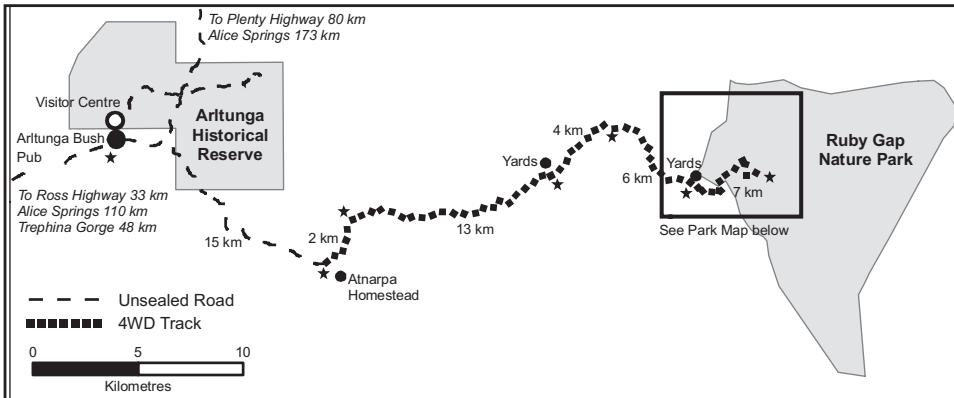 To Plenty Highway 80 km
Alice Springs 173 km
Visitor Centre
Arltunga Bush
Pub
Arltunga
Historical
Reserve
To Ross Highway 33 km
Alice Springs 110 km
Trephina Gorge 48 km
15 km
2 km
Atnarpa
Homestead
13 km
Yards
4 km
6 km
Yards
7 km
Ruby Gap
Nature Park
See Park Map below
Unsealed Road
4WD Track
0 5 10
Kilometres